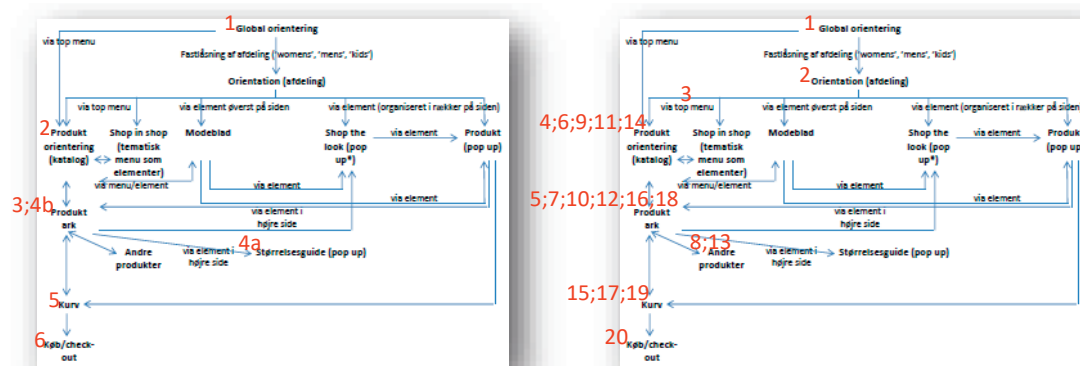 1 Global orientering
via top menu
Fastlåsning af afdeling ('womens', 'mens', 'kids')
Orientation (afdeling)
via top menu
via element øverst på siden
via element (organiseret i rækker på siden)
2 Produkt
orientering
(katalog)
Shop in shop
(tematisk
menu som
elementer)
Modeblad
Shop the
look (pop
up*)
via element
Produkt
(pop up)
via menu/element
via element
via element
3;4b Produkt
ark
via element i
højre side
4a
Andre
produkter
via element i
højre side
Størrelsesguide (pop up)
5 Kurv
6 Køb/check-
out
1 Global orientering
via top menu
Fastlåsning af afdeling ('womens', 'mens', 'kids')
2
Orientation (afdeling)
3
via top menu
via element øverst på siden
via element (organiseret i rækker på siden)
4;6;9;11;14 Produkt
orientering
(katalog)
Shop in shop
(tematisk
menu som
elementer)
Modeblad
Shop the
look (pop
up*)
via element
Produkt
(pop up
via menu/element
via element
via element
5;7;10;12;16;18
Produkt
ark
via element i
højre side
8;13
Andre
produkter
via element i
højre side
Størrelsesguide (pop up)
15;17;19
Kurv
20 Køb/check-
out